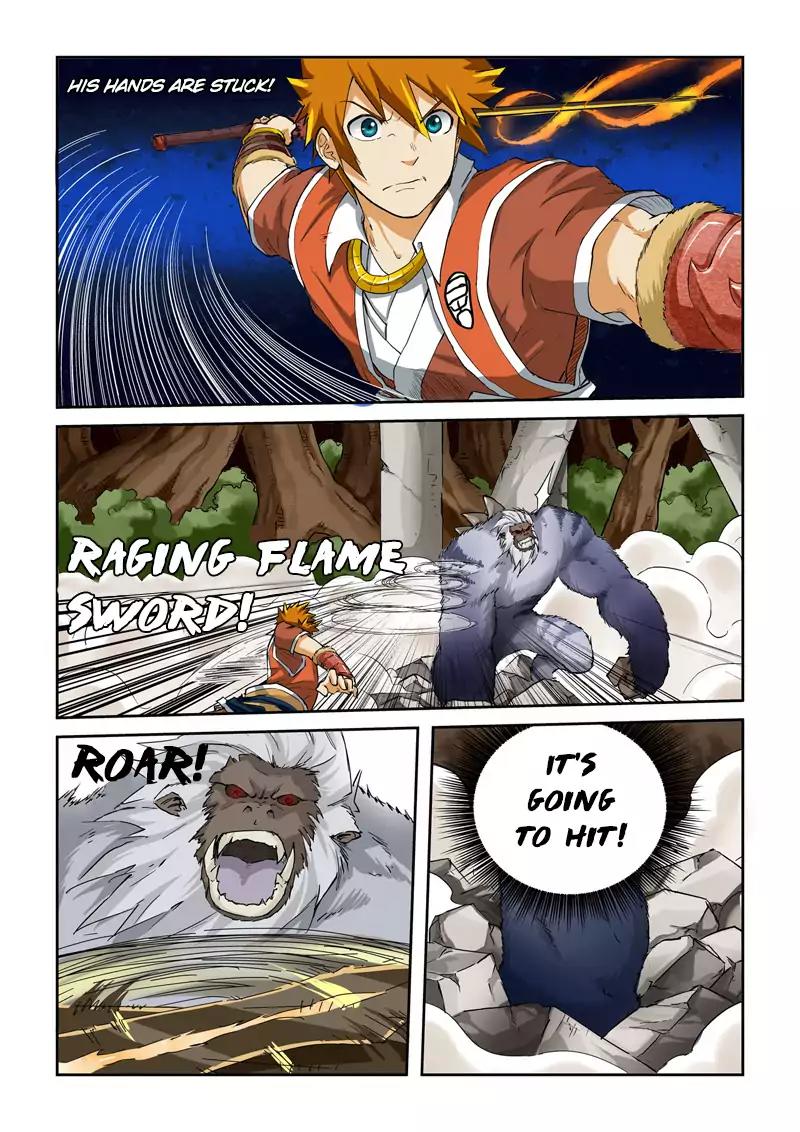 HIS HANDS ARE STUCK!
RAGING FLAME
SWORD!
ROAR!
IT'S
GOING
TO HIT!